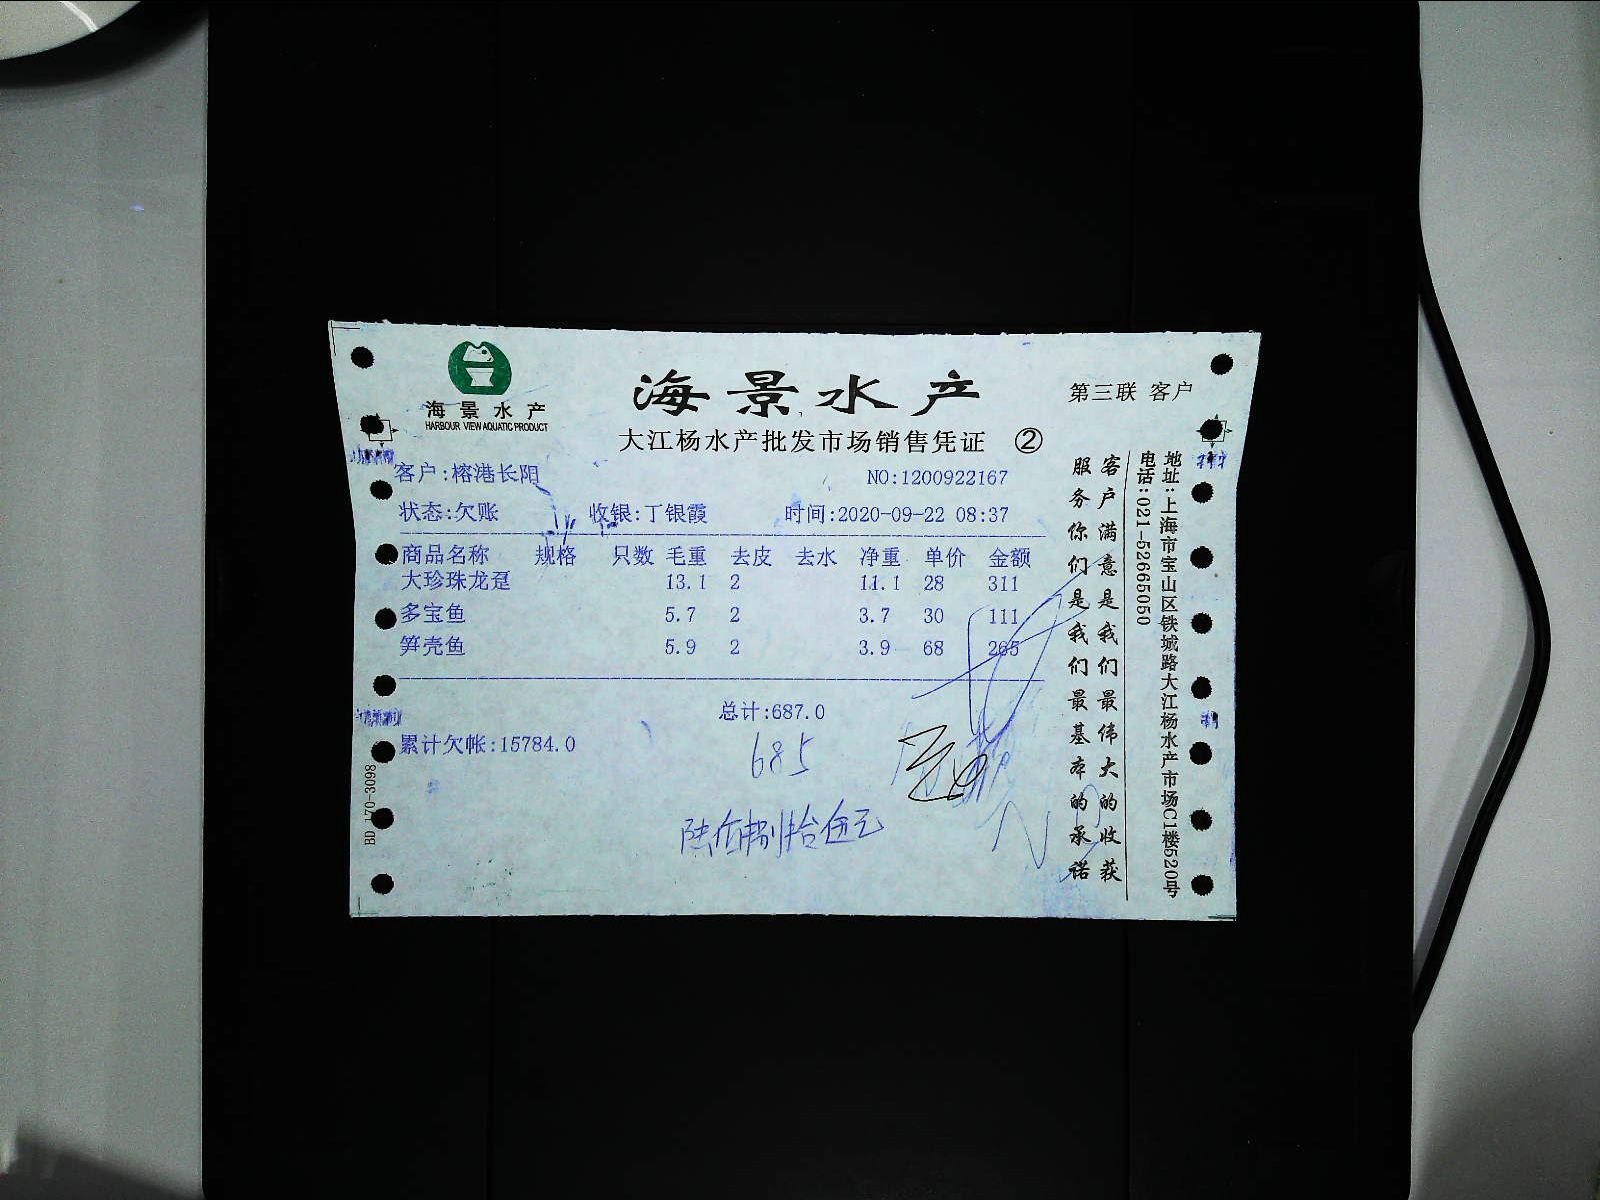 海景水产
HARBOUR VIEW AQUATIC PRODUCT
海景水产
第三联 客户
大江杨水产批发市场销售凭证 ②
客户:榕港长阳
NO:1200922167
状态:欠账 收银:丁银霞 时间:2020-09-22 08:37
商品名称 规格 只数 毛重 去皮 去水 净重 单价 金额
大珍珠龙趸 13.1 2 11.1 28 311
多宝鱼 5.7 2 3.7 30 111
笋壳鱼 5.9 2 3.9 68 265
总计:687.0
累计欠帐:15784.0
685
陆佰捌拾伍元
客户满意是我们最伟大的收获
服务你们是我们最基本的承诺
地址:上海市宝山区铁城路大江杨水产市场C1楼520号
电话:021-52665050
BD 170-3098